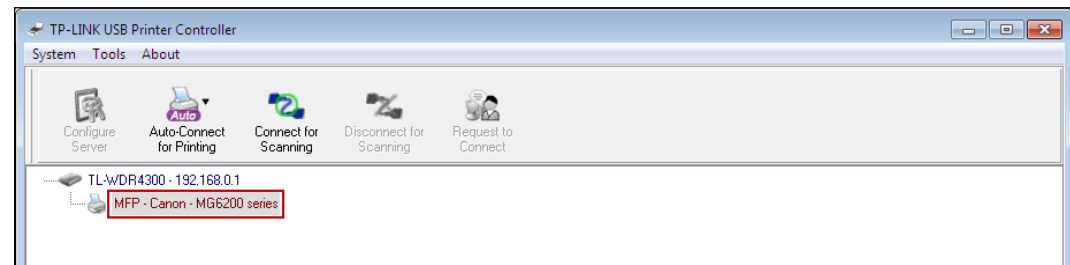 TP-LINK USB Printer Controller
System Tools About
Auto
Configure Server
Auto-Connect for Printing
Connect for Scanning
Disconnect for Scanning
Request to Connect
TL-WDR4300 - 192.168.0.1
MFP - Canon - MG6200 series